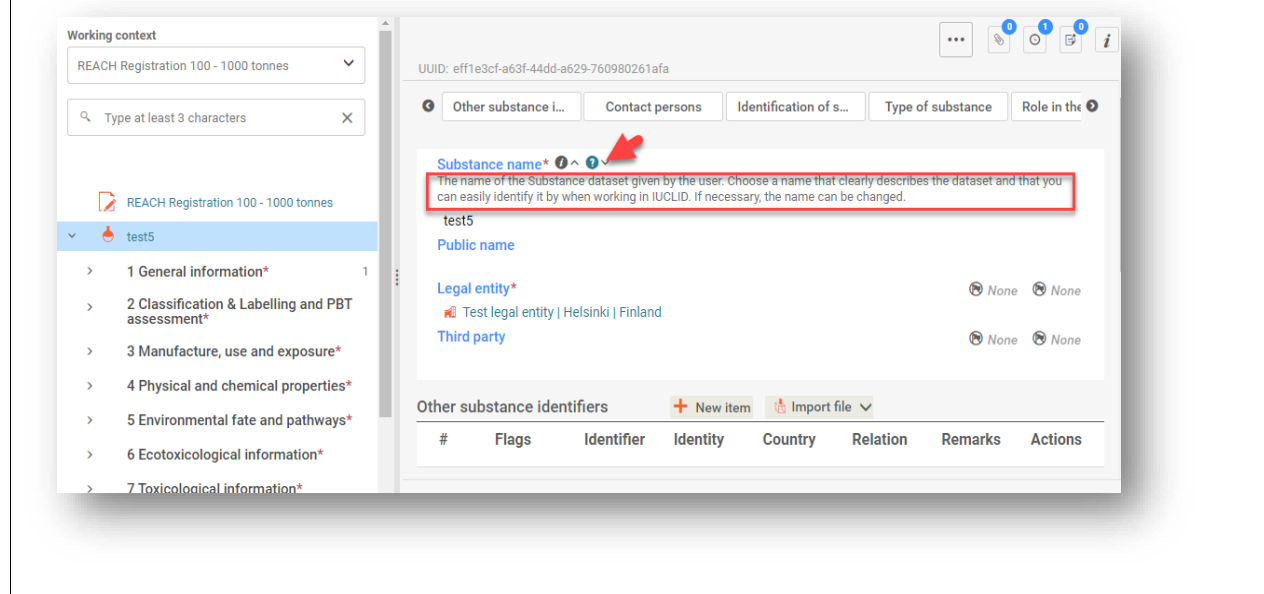 Working context
REACH Registration 100 - 1000 tonnes
Type at least 3 characters
REACH Registration 100 - 1000 tonnes
test5
1 General information* 1
2 Classification & Labelling and PBT
assessment*
3 Manufacture, use and exposure*
4 Physical and chemical properties*
5 Environmental fate and pathways*
6 Ecotoxicological information*
7 Toxicological information*
0 1 0
UUID: eff1e3cf-a63f-44dd-a629-760980261afa
Other substance i... Contact persons Identification of s... Type of substance Role in the
Substance name*
The name of the Substance dataset given by the user. Choose a name that clearly describes the dataset and that you
can easily identify it by when working in IUCLID. If necessary, the name can be changed.
test5
Public name
Legal entity* None None
Test legal entity | Helsinki | Finland
Third party None None
Other substance identifiers New item Import file
# Flags Identifier Identity Country Relation Remarks Actions